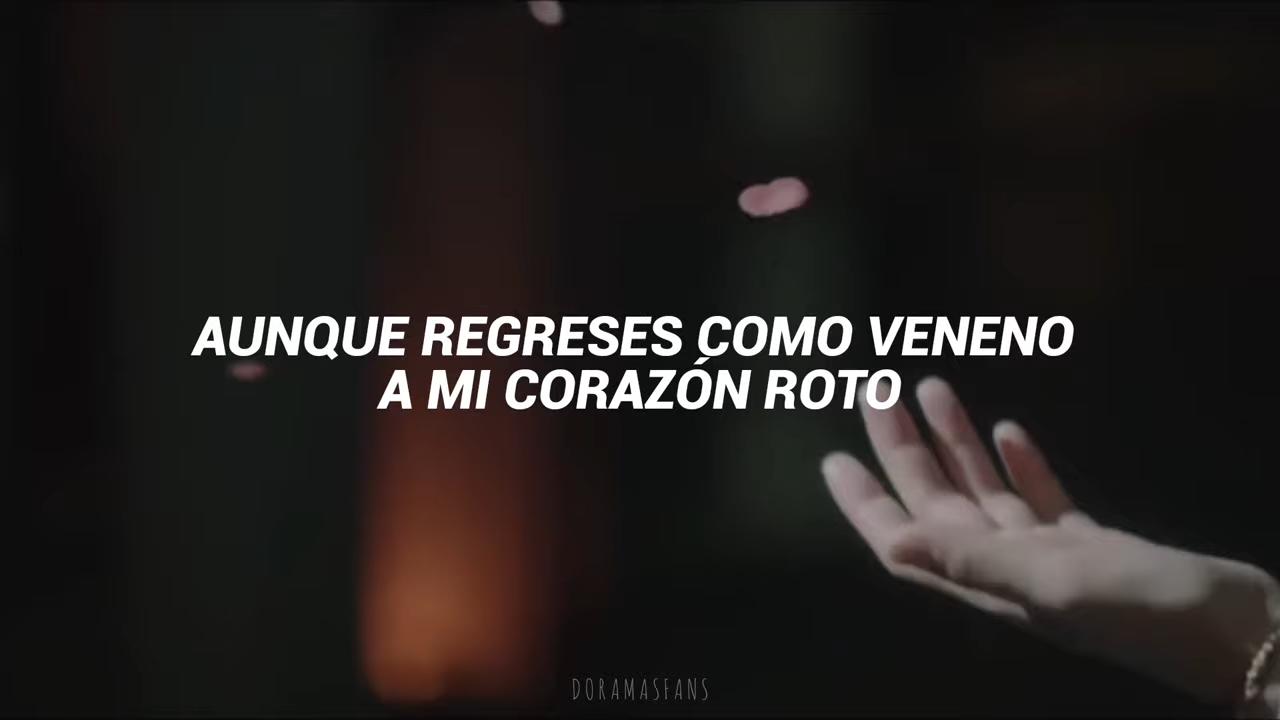 AUNQUE REGRESES COMO VENENO
A MI CORAZÓN ROTO
DORAMASFANS